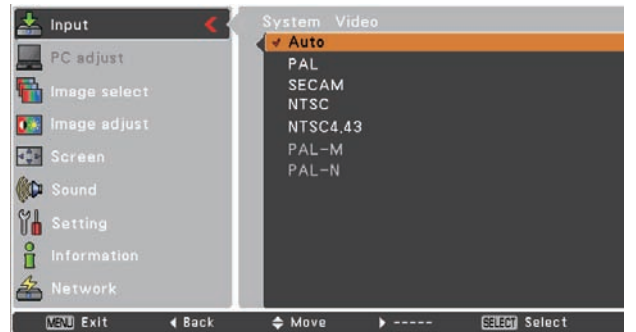 Input
PC adjust
Image select
Image adjust
Screen
Sound
Setting
Information
Network
System Video
Auto
PAL
SECAM
NTSC
NTSC4.43
PAL-M
PAL-N
MENU Exit Back Move ----- SELECT Select